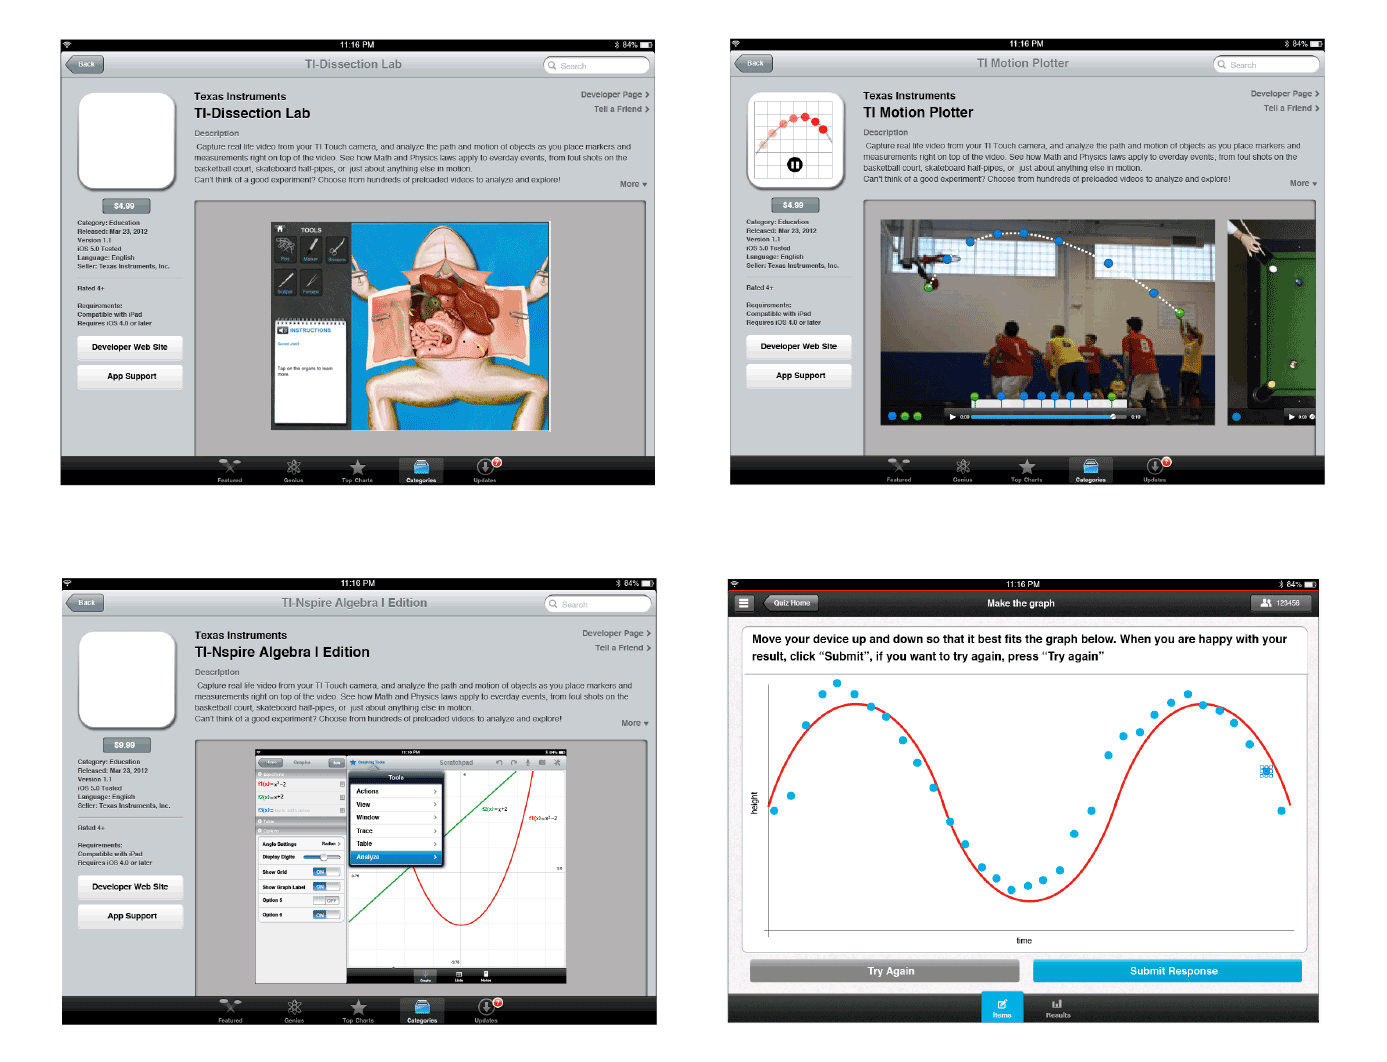 11:16 PM
84%
Back
TI-Dissection Lab
Search
Texas Instruments
Developer Page
TI-Dissection Lab
Tell a Friend
Description
Capture real life video from your TI Touch camera, and analyze the path and motion of objects as you place markers and
measurements right on top of the video. See how Math and Physics laws apply to everday events, from foul shots on the
basketball court, skateboard half-pipes, or just about anything else in motion.
Can't think of a good experiment? Choose from hundreds of preloaded videos to analyze and explore!
More
$4.99
Category: Education
Released: Mar 23, 2012
Version 1.1
iOS 5.0 Tested
Language: English
Seller: Texas Instruments, Inc.
Rated 4+
Requirements:
Compatible with iPad
Requires iOS 4.0 or later
Developer Web Site
App Support
TOOLS
Pins
Marker
INSTRUCTIONS
Good Job!
Tap on the organs to learn
more
Featured
Genius
Top Charts
Categories
Updates
7
11:16 PM
84%
Back
TI Motion Plotter
Search
Texas Instruments
Developer Page
TI Motion Plotter
Tell a Friend
Description
Capture real life video from your TI Touch camera, and analyze the path and motion of objects as you place markers and
measurements right on top of the video. See how Math and Physics laws apply to everday events, from foul shots on the
basketball court, skateboard half-pipes, or just about anything else in motion.
Can't think of a good experiment? Choose from hundreds of preloaded videos to analyze and explore!
More
$4.99
Category: Education
Released: Mar 23, 2012
Version 1.1
iOS 5.0 Tested
Language: English
Seller: Texas Instruments, Inc.
Rated 4+
Requirements:
Compatible with iPad
Requires iOS 4.0 or later
Developer Web Site
App Support
1
Featured
Genius
Top Charts
Categories
Updates
7
11:16 PM
84%
Back
TI-Nspire Algebra I Edition
Search
Texas Instruments
Developer Page
TI-Nspire Algebra I Edition
Tell a Friend
Description
Capture real life video from your TI Touch camera, and analyze the path and motion of objects as you place markers and
measurements right on top of the video. See how Math and Physics laws apply to everday events, from foul shots on the
basketball court, skateboard half-pipes, or just about anything else in motion.
Can't think of a good experiment? Choose from hundreds of preloaded videos to analyze and explore!
More
$9.99
Category: Education
Released: Mar 23, 2012
Version 1.1
iOS 5.0 Tested
Language: English
Seller: Texas Instruments, Inc.
Rated 4+
Requirements:
Compatible with iPad
Requires iOS 4.0 or later
Developer Web Site
App Support
11:16 PM
84%
Graphs
Scratchpad
f1(x)=x²-2
f2(x)=x+2
Angle Settings Radian
Display Digits
Show Grid ON
Show Graph Label ON
Option 5 OFF
Option 6 ON
Tools
Actions
View
Window
Trace
Table
Analyze
f2(x)=x+2
f1(x)=x²-2
Featured
Genius
Top Charts
Categories
Updates
7
11:16 PM
84%
Quiz Home
Make the graph
123456
Move your device up and down so that it best fits the graph below. When you are happy with your
result, click "Submit", if you want to try again, press "Try again"
height
time
Try Again
Submit Response
Items
Results